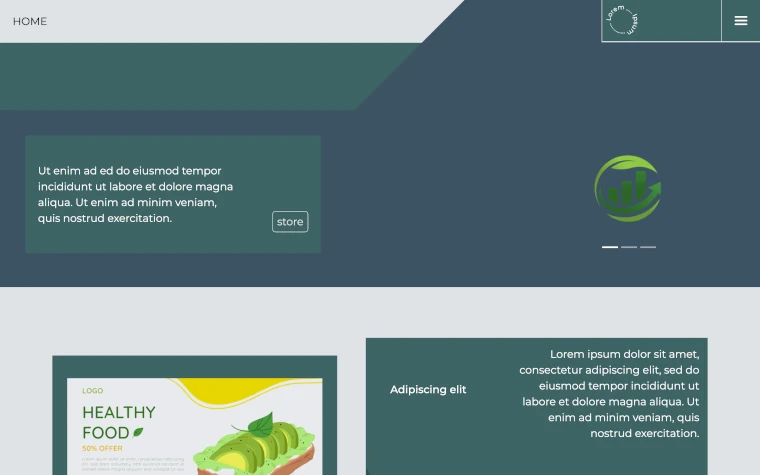 HOME
Lorem ipsum
Ut enim ad ed do eiusmod tempor
incididunt ut labore et dolore magna
aliqua. Ut enim ad minim veniam,
quis nostrud exercitation.
store
LOGO
HEALTHY
FOOD
50% OFFER
Adipiscing elit
Lorem ipsum dolor sit amet,
consectetur adipiscing elit, sed do
eiusmod tempor incididunt ut
labore et dolore magna aliqua. Ut
enim ad minim veniam, quis
nostrud exercitation.